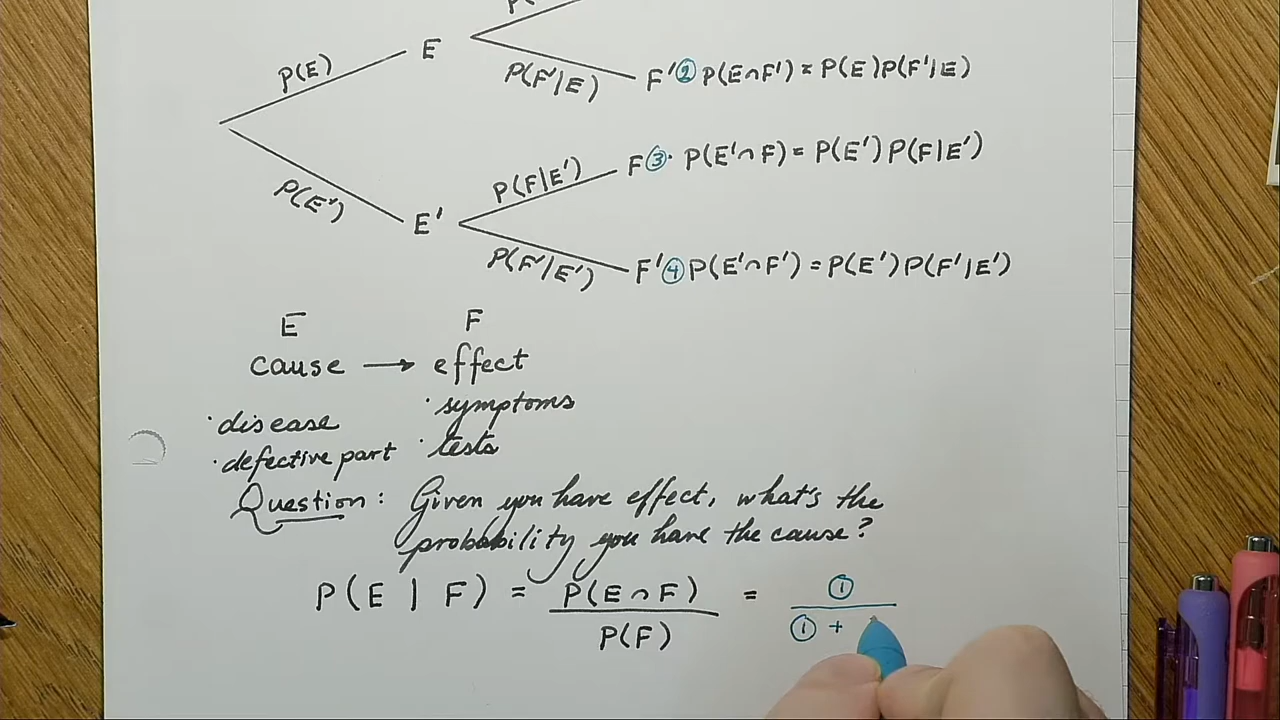 P(
P(E)
E
P(F'|E)
F' ② P(E∩F') = P(E)P(F'|E)
P(E')
E'
P(F|E')
F ③· P(E'∩F) = P(E')P(F|E')
P(F'|E')
F' ④ P(E'∩F') = P(E')P(F'|E')
E F
cause → effect
· disease · symptoms
· defective part · tests
Question: Given you have effect, what's the
probability you have the cause?
P(E | F) = P(E∩F) = ①
P(F) ① +